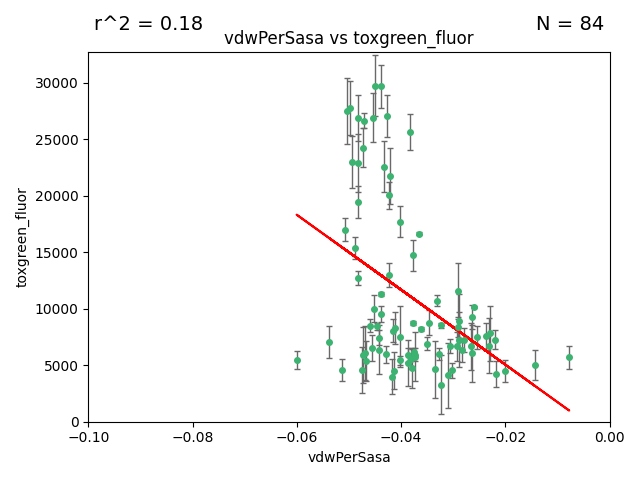 r^2 = 0.18
N = 84
vdwPerSasa vs toxgreen_fluor
30000
25000
20000
15000
10000
5000
0
toxgreen_fluor
−0.10
−0.08
−0.06
−0.04
−0.02
0.00
vdwPerSasa